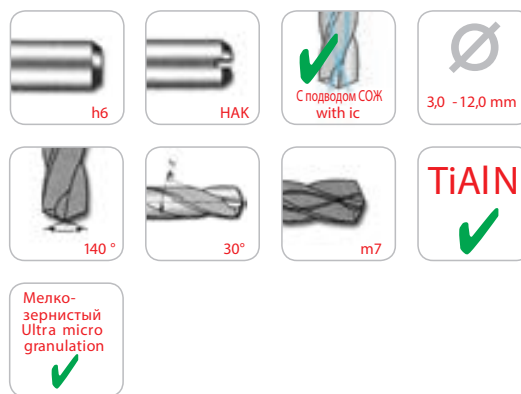 h6
HAK
С подводом СОЖ
with ic
3,0 - 12,0 mm
140 °
30°
m7
TiAlN
Мелко-
зернистый
Ultra micro
granulation